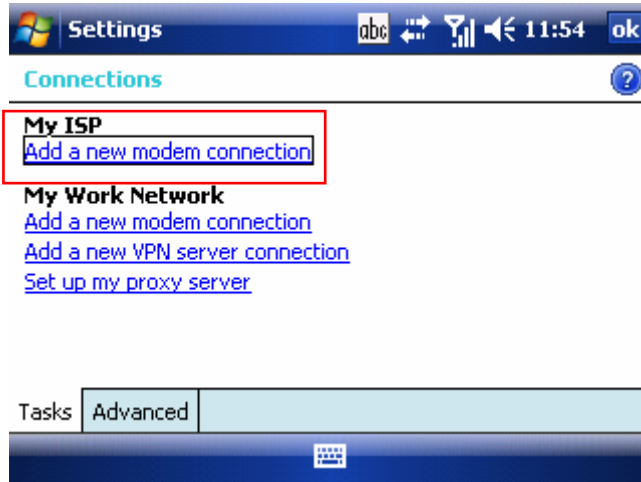 Settings abc 11:54 ok
Connections ?
My ISP
Add a new modem connection
My Work Network
Add a new modem connection
Add a new VPN server connection
Set up my proxy server
Tasks Advanced